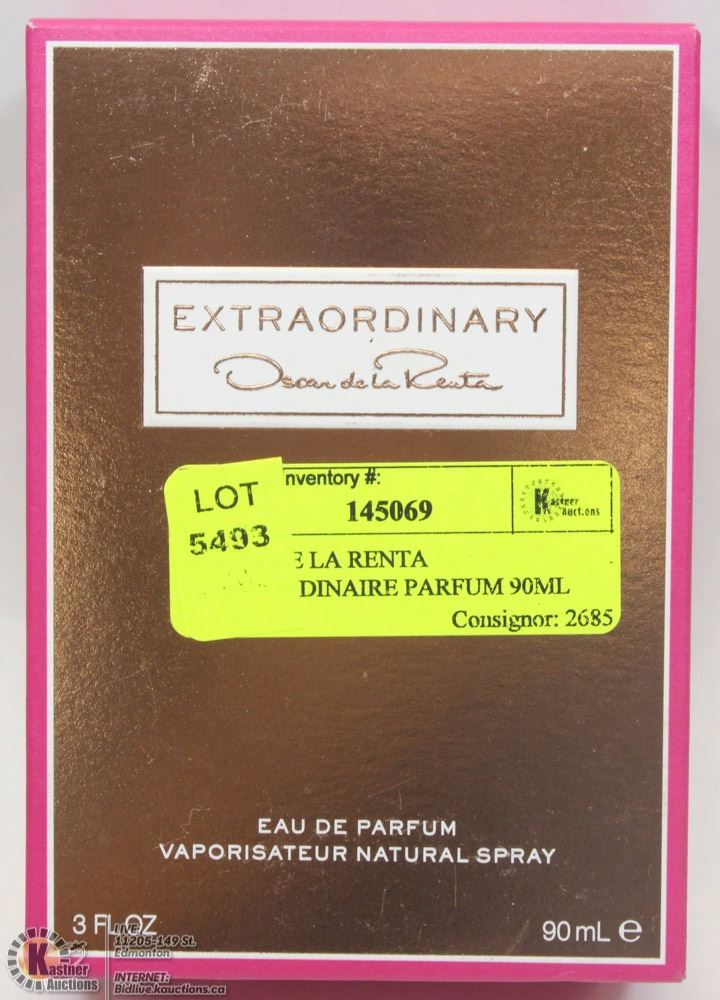 EXTRAORDINARY
Oscar de la Renta
LOT
5493
nventory #:
145069
Kastner
Auctions
E LA RENTA
DINAIRE PARFUM 90ML
Consignor: 2685
EAU DE PARFUM
VAPORISATEUR NATURAL SPRAY
3 FL OZ
90 mL e
Kastner
Auctions
LIVE:
11205-149 St.
Edmonton
INTERNET:
Bidlive.kauctions.ca